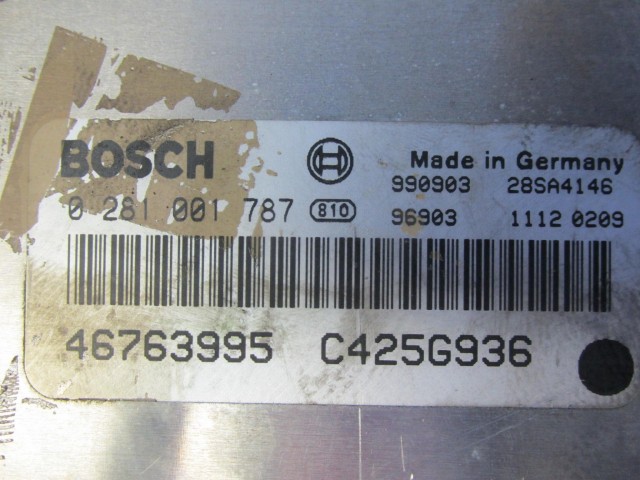 BOSCH Made in Germany
990903 28SA4146
0 281 001 787 810 96903 1112 0209
46763995 C425G936